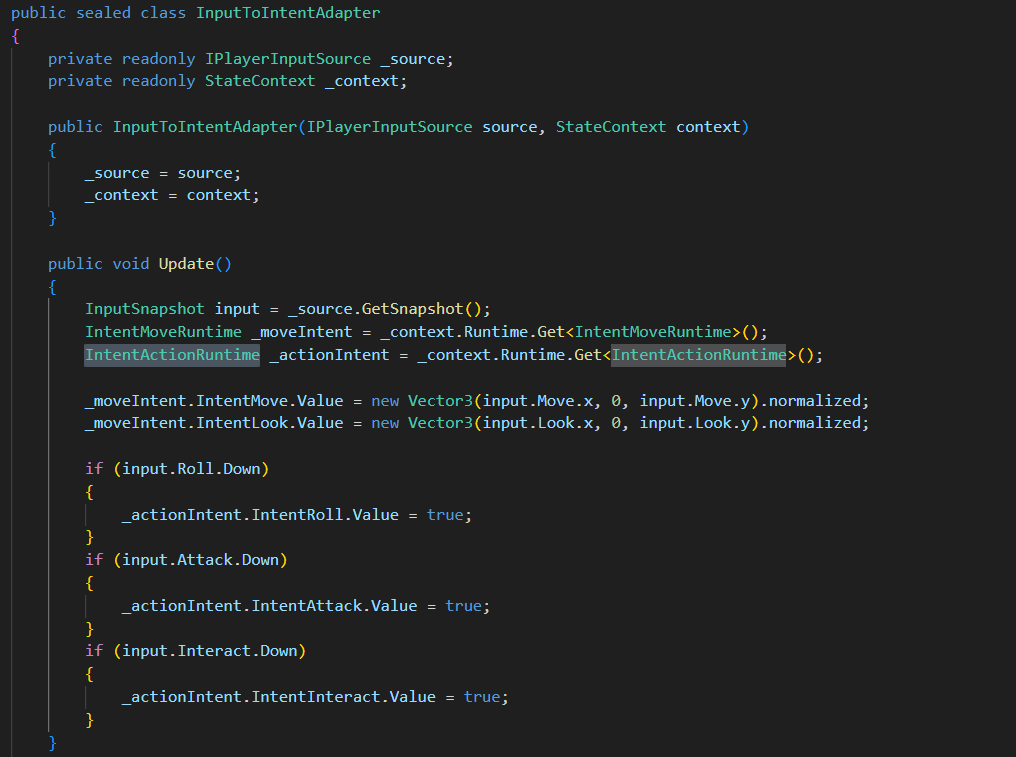 public sealed class InputToIntentAdapter
{
    private readonly IPlayerInputSource _source;
    private readonly StateContext _context;

    public InputToIntentAdapter(IPlayerInputSource source, StateContext context)
    {
        _source = source;
        _context = context;
    }

    public void Update()
    {
        InputSnapshot input = _source.GetSnapshot();
        IntentMoveRuntime _moveIntent = _context.Runtime.Get<IntentMoveRuntime>();
        IntentActionRuntime _actionIntent = _context.Runtime.Get<IntentActionRuntime>();

        _moveIntent.IntentMove.Value = new Vector3(input.Move.x, 0, input.Move.y).normalized;
        _moveIntent.IntentLook.Value = new Vector3(input.Look.x, 0, input.Look.y).normalized;

        if (input.Roll.Down)
        {
            _actionIntent.IntentRoll.Value = true;
        }
        if (input.Attack.Down)
        {
            _actionIntent.IntentAttack.Value = true;
        }
        if (input.Interact.Down)
        {
            _actionIntent.IntentInteract.Value = true;
        }
    }